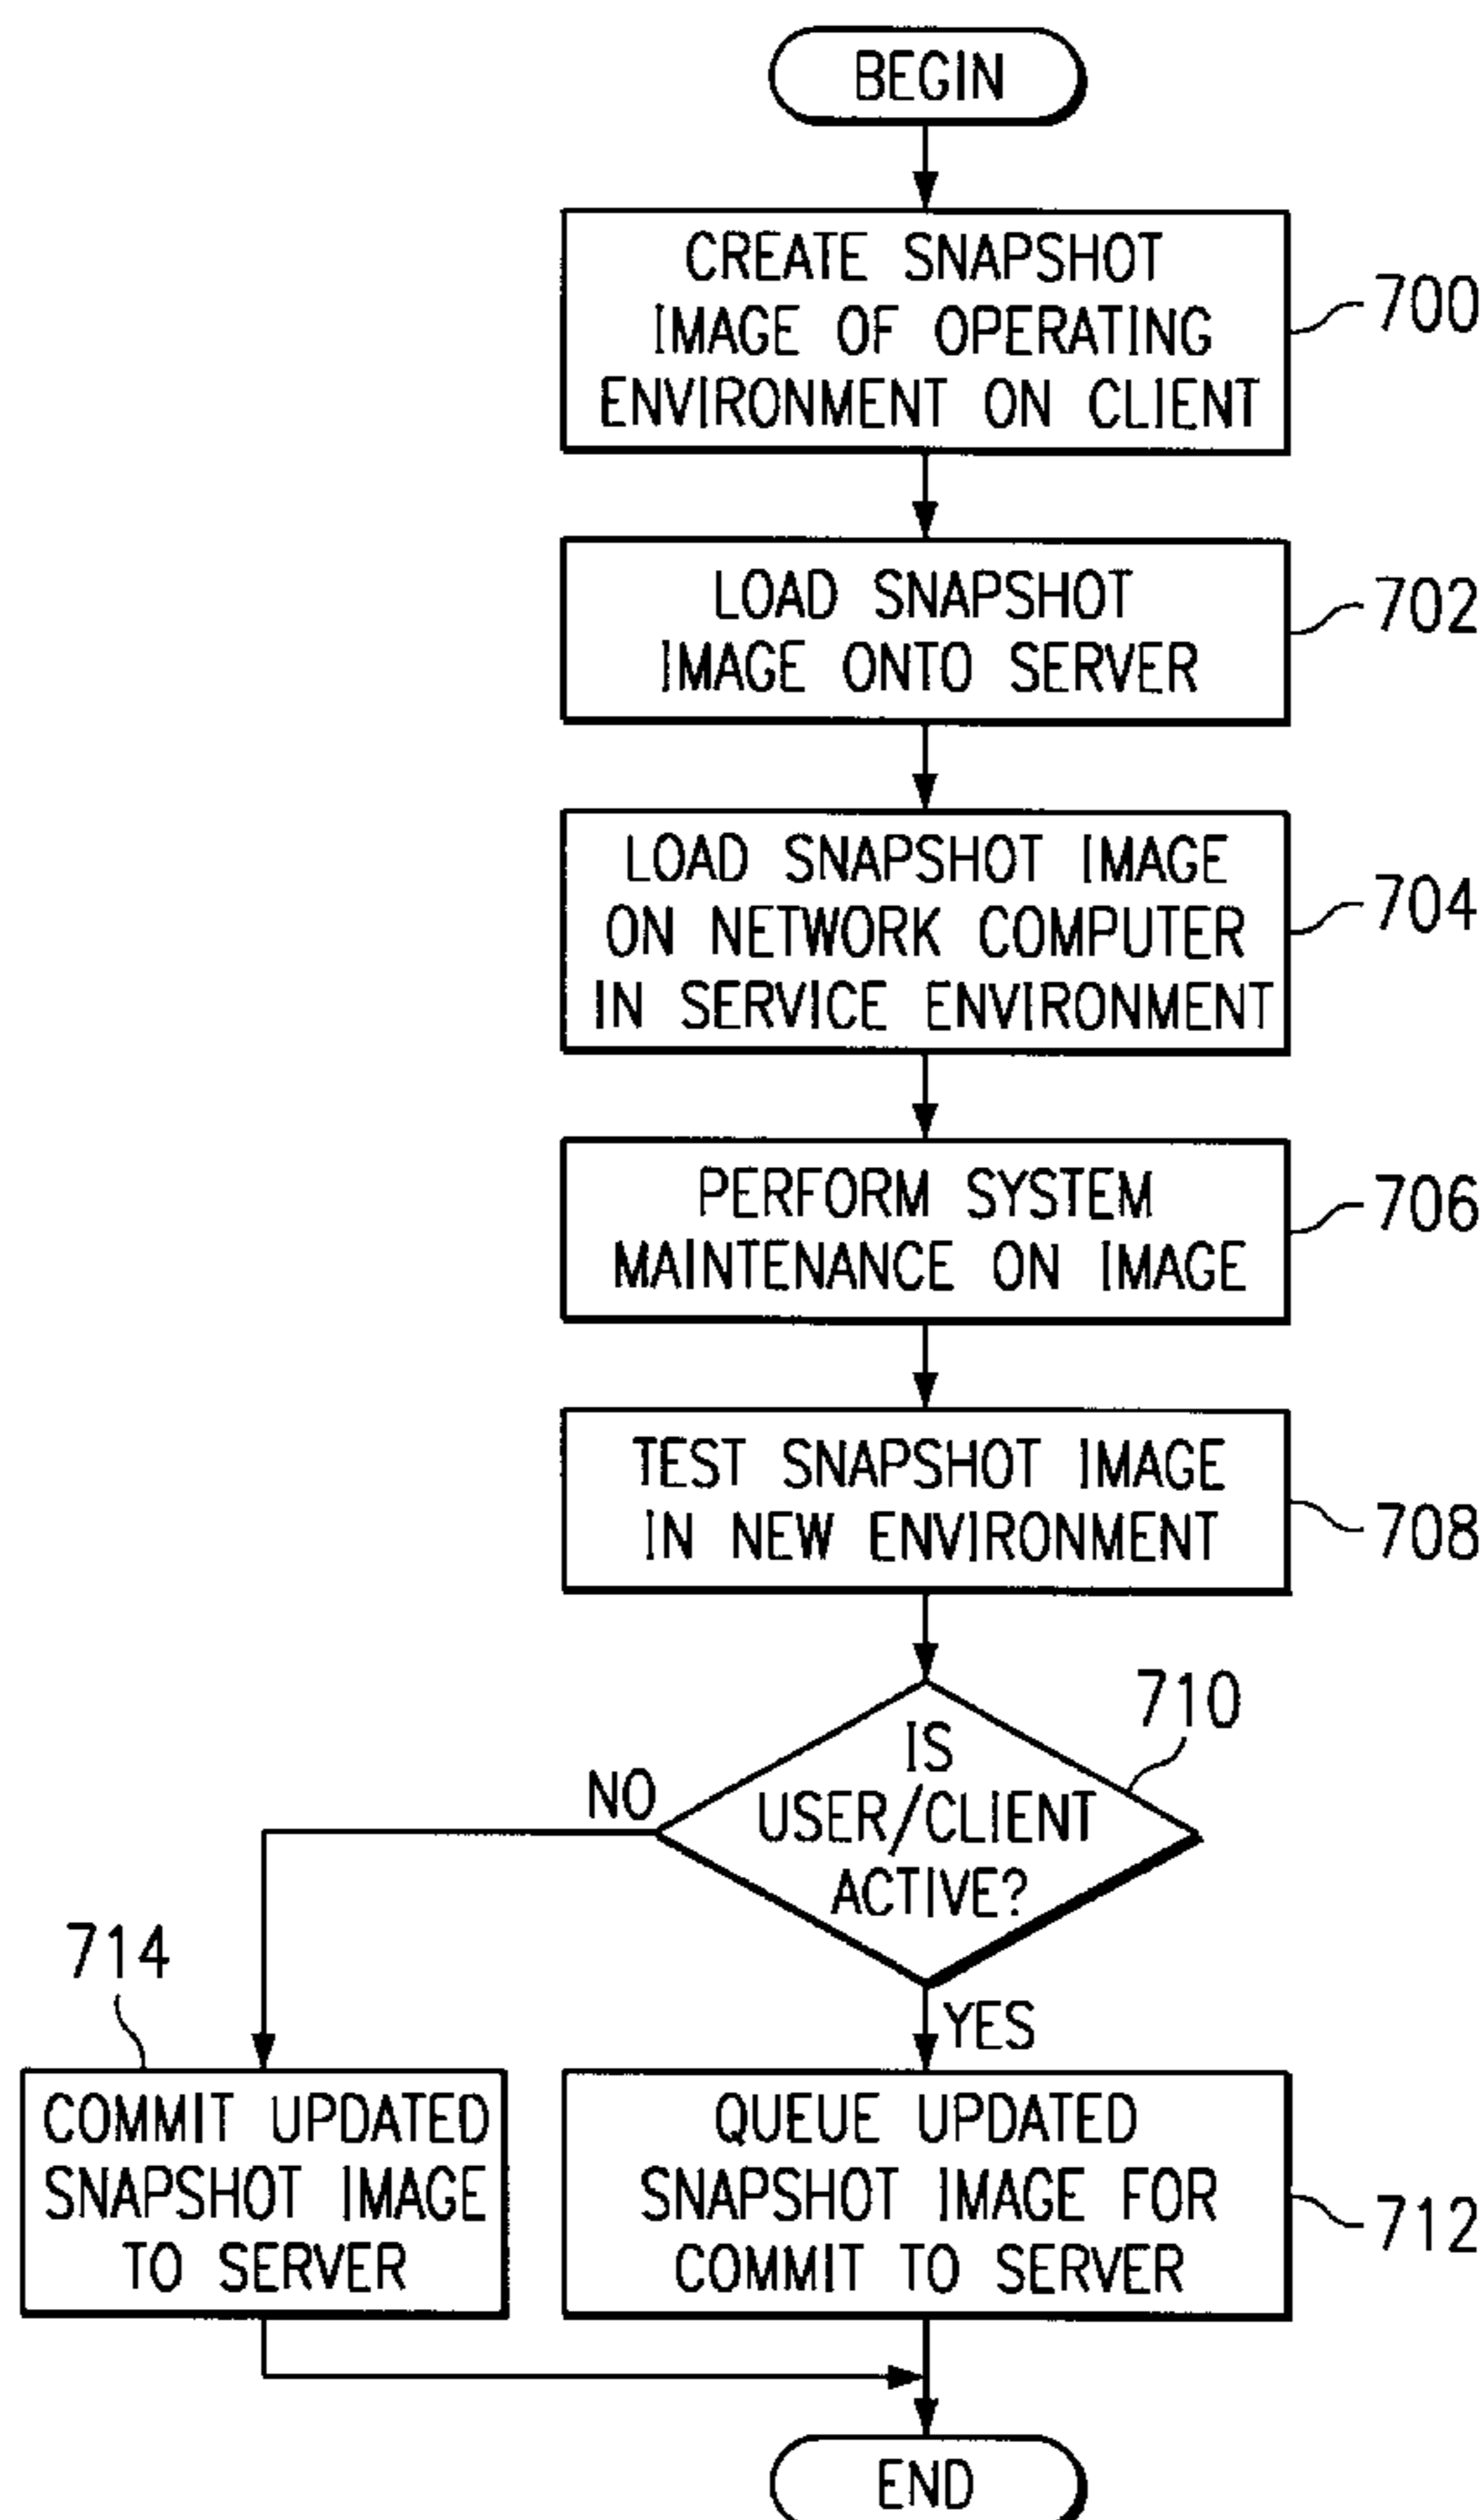 BEGIN
CREATE SNAPSHOT
IMAGE OF OPERATING
ENVIRONMENT ON CLIENT
700
LOAD SNAPSHOT
IMAGE ONTO SERVER
702
LOAD SNAPSHOT IMAGE
ON NETWORK COMPUTER
IN SERVICE ENVIRONMENT
704
PERFORM SYSTEM
MAINTENANCE ON IMAGE
706
TEST SNAPSHOT IMAGE
IN NEW ENVIRONMENT
708
IS
USER/CLIENT
ACTIVE?
710
NO
YES
714
COMMIT UPDATED
SNAPSHOT IMAGE
TO SERVER
QUEUE UPDATED
SNAPSHOT IMAGE FOR
COMMIT TO SERVER
712
END